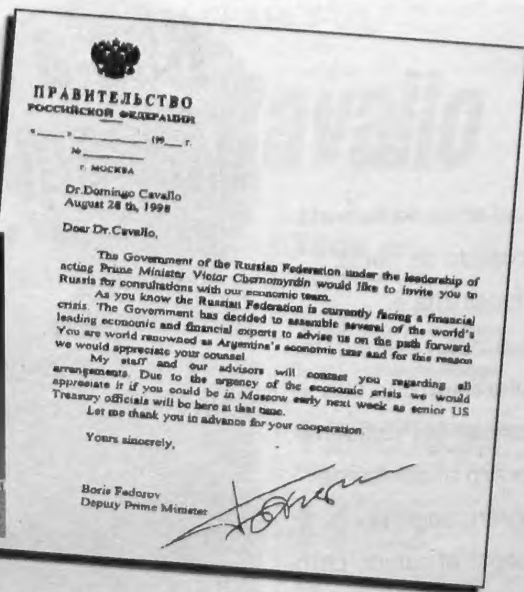 ПРАВИТЕЛЬСТВО
РОССИЙСКОЙ ФЕДЕРАЦИИ
«____ » __________ 199__ г.
№ __________
г. МОСКВА
Dr.Domingo Cavallo
August 28 th, 1998
Dear Dr.Cavallo,
The Government of the Russian Federation under the leadership of
acting Prime Minister Victor Chernomyrdin would like to invite you to
Russia for consultations with our economic team.
As you know the Russian Federation is currently facing a financial
crisis. The Government has decided to assemble several of the world's
leading economic and financial experts to advise us on the path forward.
You are world renowned as Argentina's economic tzar and for this reason
we would appreciate your counsel.
My staff and our advisors will contact you regarding all
arrangements. Due to the urgency of the economic crisis we would
appreciate it if you could be in Moscow early next week as senior US
Treasury officials will be here at that time.
Let me thank you in advance for your cooperation.
Yours sincerely,
Boris Fedorov
Deputy Prime Minister